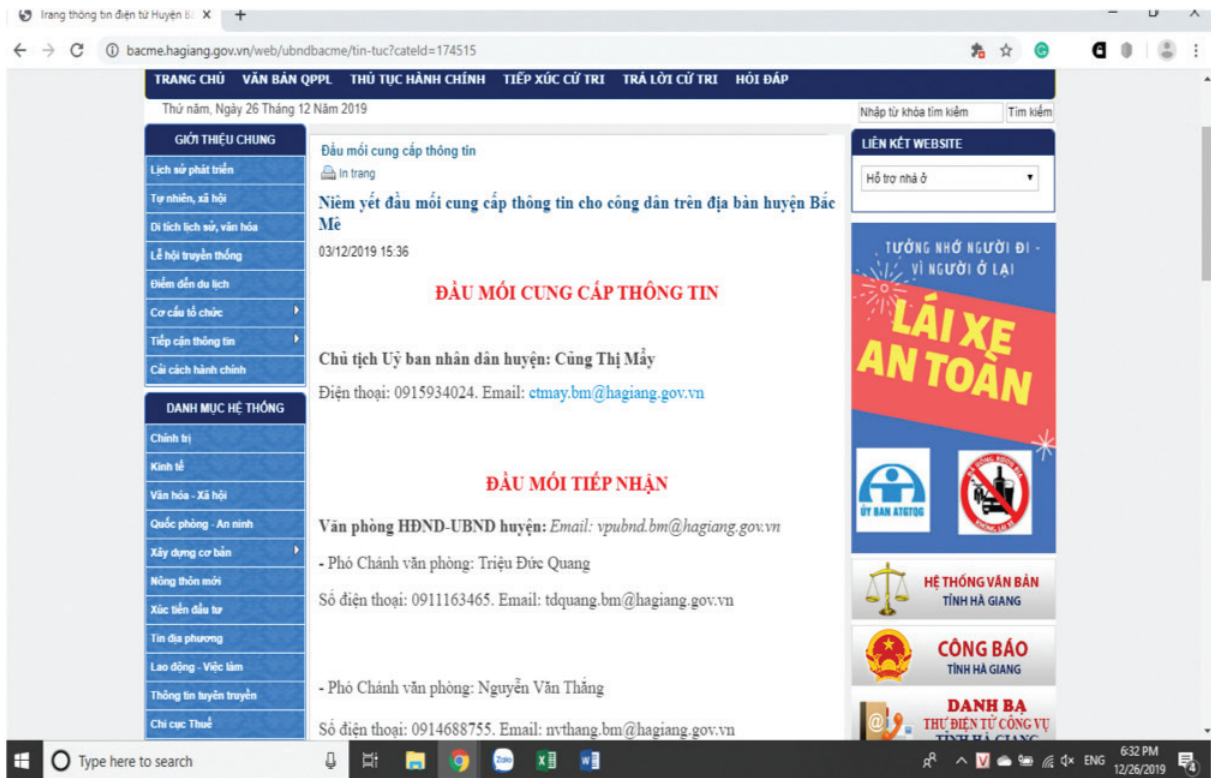 Trang thông tin điện tử Huyện B
bacme.hagiang.gov.vn/web/ubndbacme/tin-tuc?cateId=174515
TRANG CHỦ VĂN BẢN QPPL THỦ TỤC HÀNH CHÍNH TIẾP XÚC CỬ TRI TRẢ LỜI CỬ TRI HỎI ĐÁP
Thứ năm, Ngày 26 Tháng 12 Năm 2019
Nhập từ khóa tìm kiếm Tìm kiếm
GIỚI THIỆU CHUNG
Lịch sử phát triển
Tự nhiên, xã hội
Di tích lịch sử, văn hóa
Lễ hội truyền thống
Điểm đến du lịch
Cơ cấu tổ chức
Tiếp cận thông tin
Cải cách hành chính
DANH MỤC HỆ THỐNG
Chính trị
Kinh tế
Văn hóa - Xã hội
Quốc phòng - An ninh
Xây dựng cơ bản
Nông thôn mới
Xúc tiến đầu tư
Tin địa phương
Lao động - Việc làm
Thông tin tuyên truyền
Chi cục Thuế
Đầu mối cung cấp thông tin
In trang
Niêm yết đầu mối cung cấp thông tin cho công dân trên địa bàn huyện Bắc
Mê
03/12/2019 15:36
ĐẦU MỐI CUNG CẤP THÔNG TIN
Chủ tịch Uỷ ban nhân dân huyện: Củng Thị Mẩy
Điện thoại: 0915934024. Email: ctmay.bm@hagiang.gov.vn
ĐẦU MỐI TIẾP NHẬN
Văn phòng HĐND-UBND huyện: Email: vpubnd.bm@hagiang.gov.vn
- Phó Chánh văn phòng: Triệu Đức Quang
Số điện thoại: 0911163465. Email: tdquang.bm@hagiang.gov.vn
- Phó Chánh văn phòng: Nguyễn Văn Thắng
Số điện thoại: 0914688755. Email: nvthang.bm@hagiang.gov.vn
LIÊN KẾT WEBSITE
Hỗ trợ nhà ở
TƯỞNG NHỚ NGƯỜI ĐI -
VÌ NGƯỜI Ở LẠI
LÁI XE
AN TOÀN
ỦY BAN ATGTQG
ĐÃ UỐNG RƯỢU BIA
KHÔNG LÁI XE
HỆ THỐNG VĂN BẢN
TỈNH HÀ GIANG
CÔNG BÁO
TỈNH HÀ GIANG
DANH BẠ
THƯ ĐIỆN TỬ CÔNG VỤ
TỈNH HÀ GIANG
Type here to search
Zalo
ENG
6:32 PM
12/26/2019